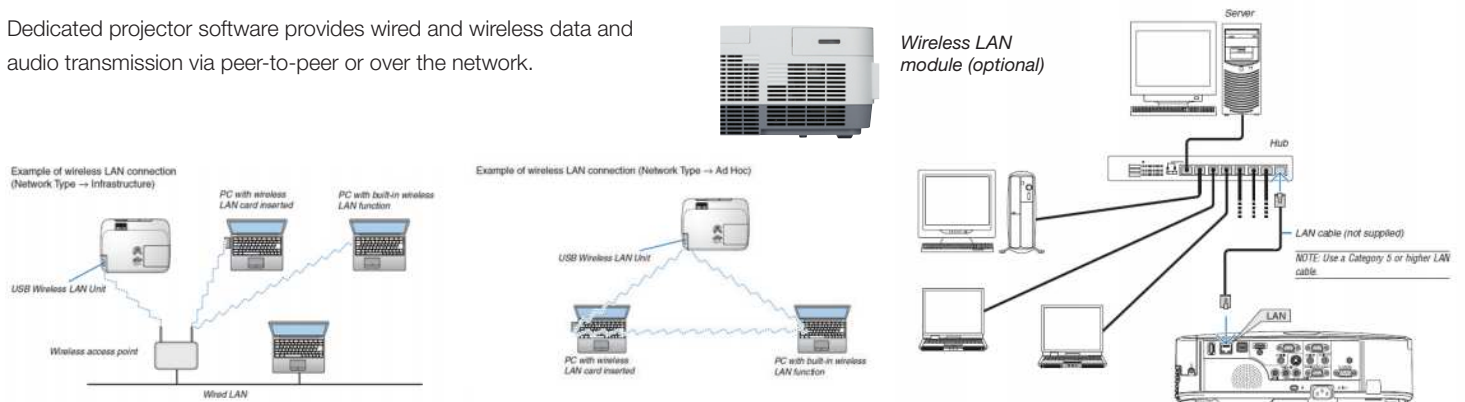 Dedicated projector software provides wired and wireless data and
audio transmission via peer-to-peer or over the network.
Wireless LAN
module (optional)
Example of wireless LAN connection
(Network Type → Infrastructure)
PC with wireless
LAN card inserted
PC with built-in wireless
LAN function
USB Wireless LAN Unit
Wireless access point
Wired LAN
Example of wireless LAN connection (Network Type → Ad Hoc)
USB Wireless LAN Unit
PC with wireless
LAN card inserted
PC with built-in wireless
LAN function
Server
Hub
LAN cable (not supplied)
NOTE: Use a Category 5 or higher LAN
cable.
LAN